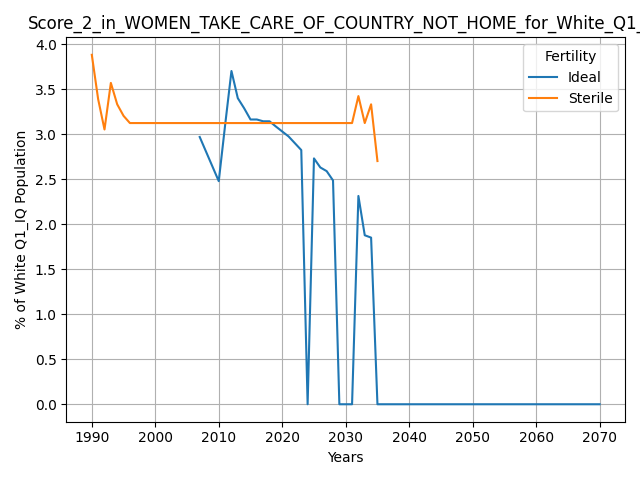 Score_2_in_WOMEN_TAKE_CARE_OF_COUNTRY_NOT_HOME_for_White_Q1_
4.0
3.5
3.0
2.5
2.0
1.5
1.0
0.5
0.0
% of White Q1_IQ Population
Fertility
Ideal
Sterile
1990 2000 2010 2020 2030 2040 2050 2060 2070
Years